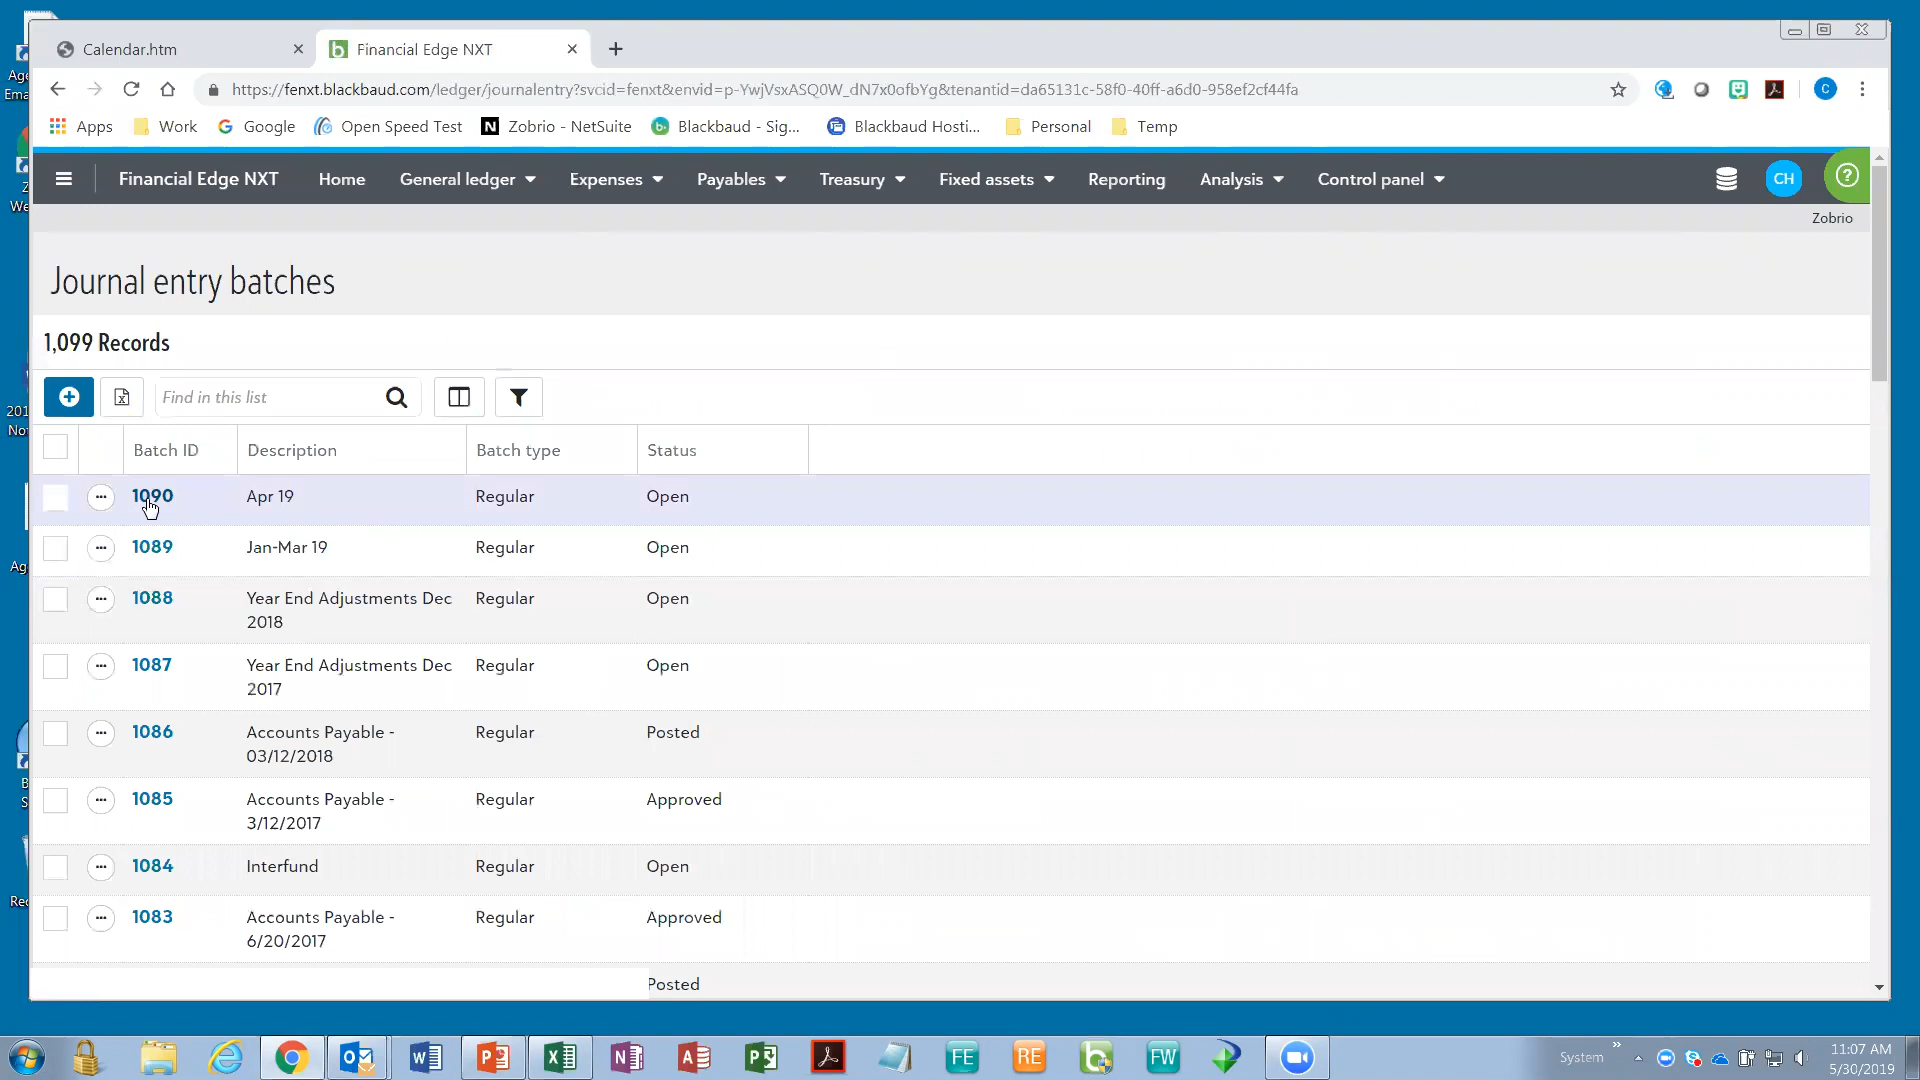 Calendar.htm
Financial Edge NXT
https://fenxt.blackbaud.com/ledger/journalentry?svcid=fenxt&envid=p-YwjVsxASQ0W_dN7x0ofbYg&tenantid=da65131c-58f0-40ff-a6d0-958ef2cf44fa
C
Apps Work Google Open Speed Test Zobrio - NetSuite Blackbaud - Sig... Blackbaud Hosti... Personal Temp
Financial Edge NXT Home General ledger Expenses Payables Treasury Fixed assets Reporting Analysis Control panel CH
Zobrio
Journal entry batches
1,099 Records
Find in this list
Batch ID Description Batch type Status
1090 Apr 19 Regular Open
1089 Jan-Mar 19 Regular Open
1088 Year End Adjustments Dec Regular Open
2018
1087 Year End Adjustments Dec Regular Open
2017
1086 Accounts Payable - Regular Posted
03/12/2018
1085 Accounts Payable - Regular Approved
3/12/2017
1084 Interfund Regular Open
1083 Accounts Payable - Regular Approved
6/20/2017
Posted
FE RE FW
System
11:07 AM
5/30/2019